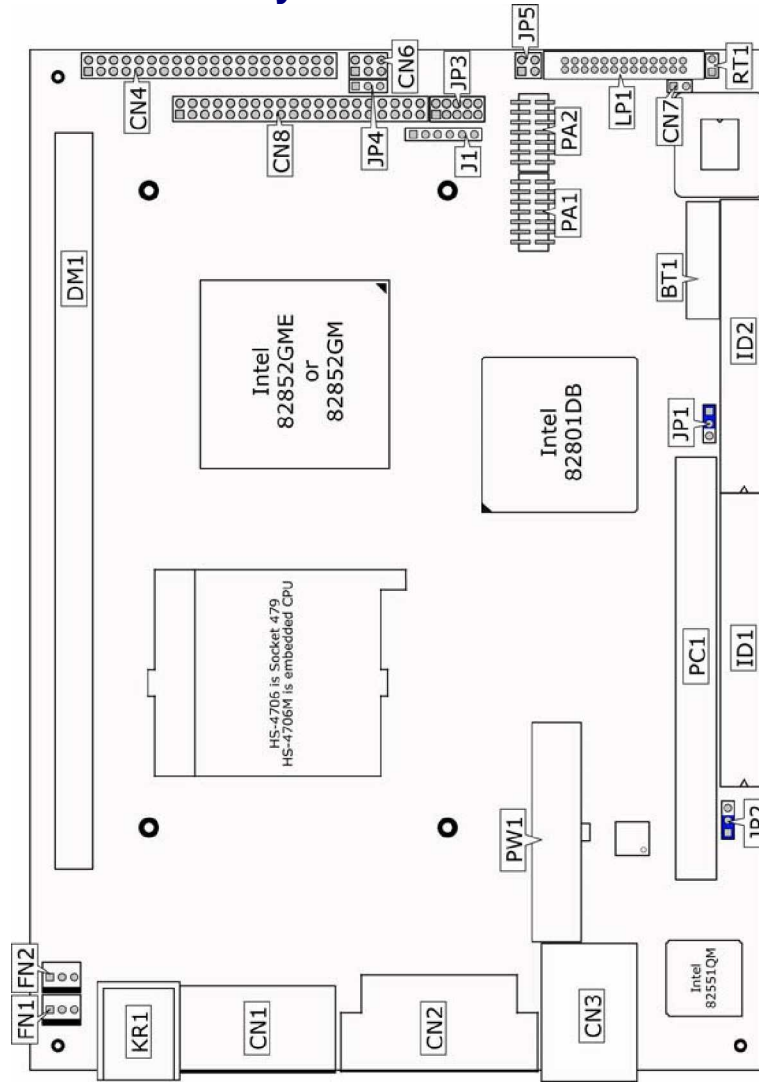 JP5
CN6
JP3
CN4
CN8
JP4
J1
LP1
RT1
CN7
PA2
PA1
DM1
Intel
82852GME
or
82852GM
BT1
ID2
JP1
Intel
82801DB
HS-4706 is Socket 479
HS-4706M is embedded CPU
PC1
ID1
PW1
JP2
FN2
FN1
KR1
CN1
CN2
CN3
Intel
82551QM